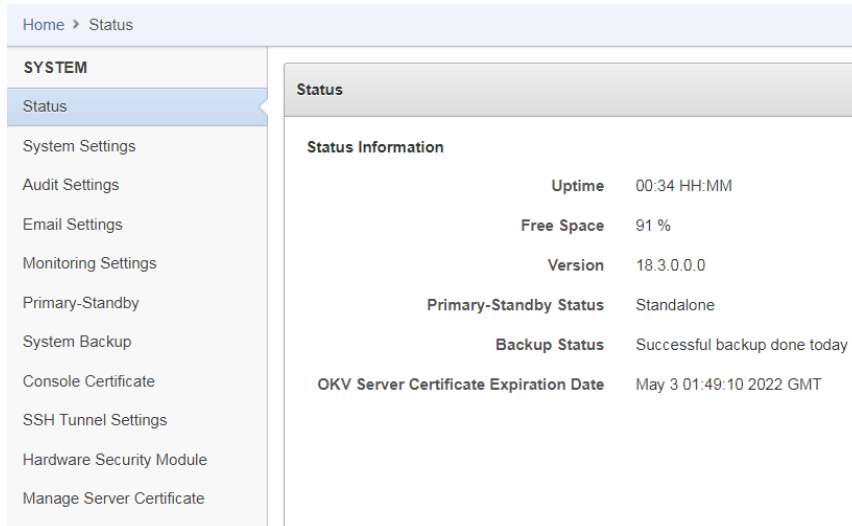 Home > Status
SYSTEM
Status
System Settings
Audit Settings
Email Settings
Monitoring Settings
Primary-Standby
System Backup
Console Certificate
SSH Tunnel Settings
Hardware Security Module
Manage Server Certificate
Status
Status Information
Uptime 00:34 HH:MM
Free Space 91 %
Version 18.3.0.0.0
Primary-Standby Status Standalone
Backup Status Successful backup done today
OKV Server Certificate Expiration Date May 3 01:49:10 2022 GMT